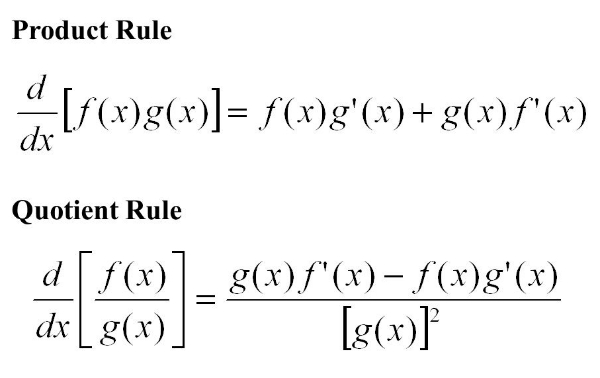 Product Rule
d/dx [f(x)g(x)] = f(x)g'(x) + g(x)f'(x)
Quotient Rule
d/dx [f(x)/g(x)] = (g(x)f'(x) − f(x)g'(x))/[g(x)]²